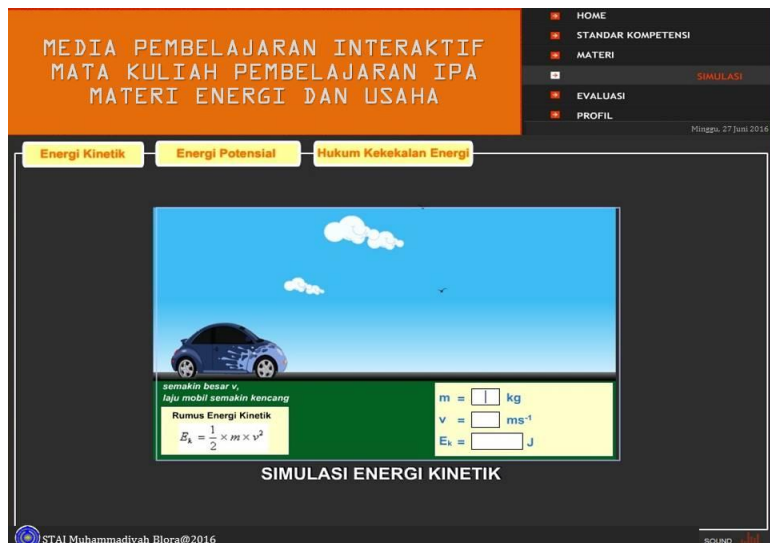 MEDIA PEMBELAJARAN INTERAKTIF
MATA KULIAH PEMBELAJARAN IPA
MATERI ENERGI DAN USAHA
HOME
STANDAR KOMPETENSI
MATERI
SIMULASI
EVALUASI
PROFIL
Minggu, 27 Juni 2016
Energi Kinetik
Energi Potensial
Hukum Kekekalan Energi
semakin besar v,
laju mobil semakin kencang
Rumus Energi Kinetik
Eₖ = 1/2 × m × v²
m = kg
v = ms⁻¹
Eₖ = J
SIMULASI ENERGI KINETIK
STAI Muhammadiyah Blora@2016
SOUND